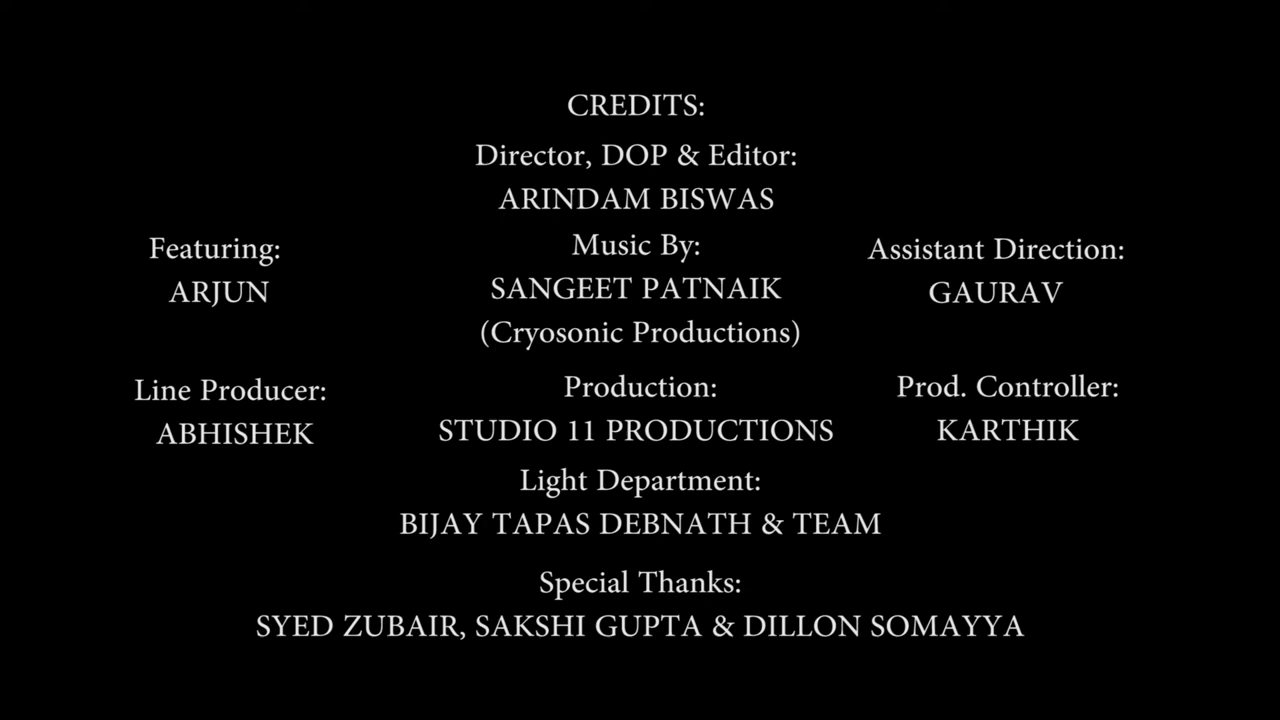 CREDITS:
Director, DOP & Editor:
ARINDAM BISWAS
Featuring:
ARJUN
Music By:
SANGEET PATNAIK
(Cryosonic Productions)
Assistant Direction:
GAURAV
Line Producer:
ABHISHEK
Production:
STUDIO 11 PRODUCTIONS
Prod. Controller:
KARTHIK
Light Department:
BIJAY TAPAS DEBNATH & TEAM
Special Thanks:
SYED ZUBAIR, SAKSHI GUPTA & DILLON SOMAYYA